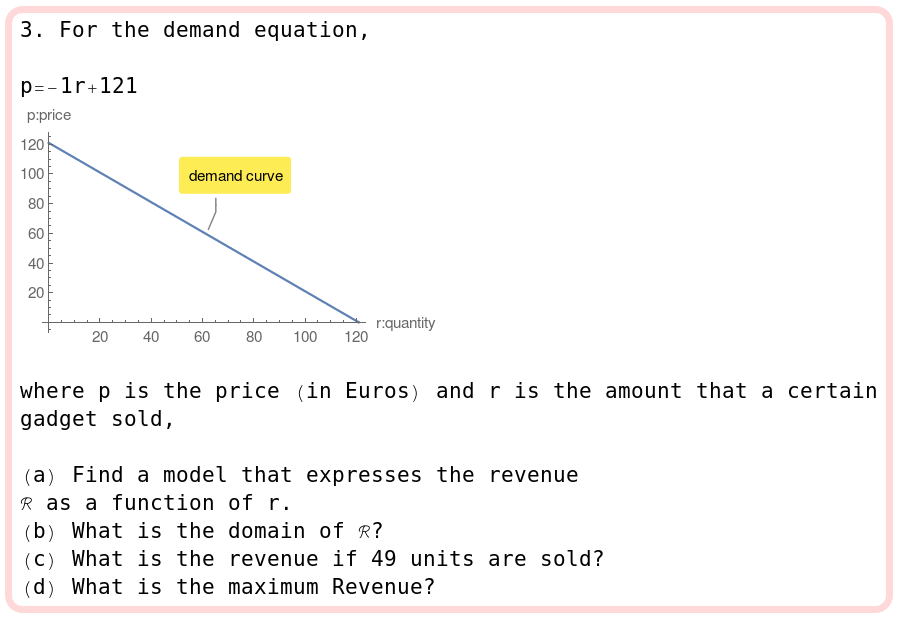 3. For the demand equation,
p=-1r+121
p:price
120
100
80
60
40
20
demand curve
20 40 60 80 100 120
r:quantity
where p is the price (in Euros) and r is the amount that a certain
gadget sold,
(a) Find a model that expresses the revenue
ℛ as a function of r.
(b) What is the domain of ℛ?
(c) What is the revenue if 49 units are sold?
(d) What is the maximum Revenue?